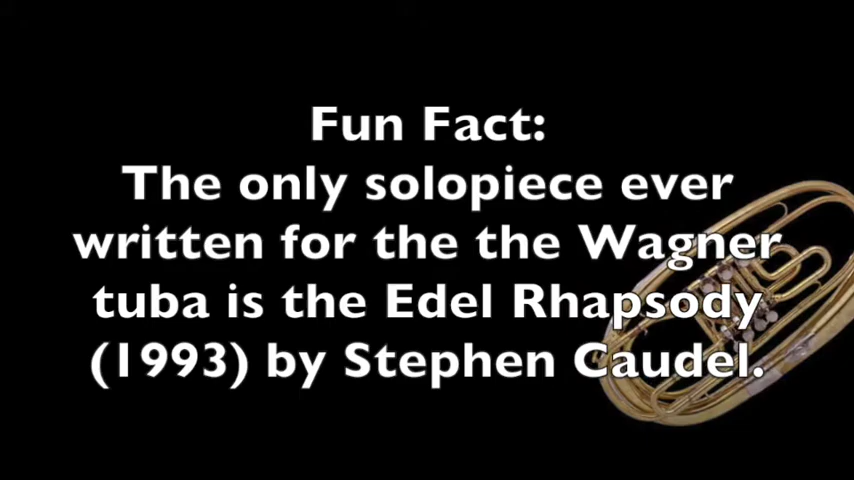 Fun Fact:
The only solopiece ever
written for the the Wagner
tuba is the Edel Rhapsody
(1993) by Stephen Caudel.